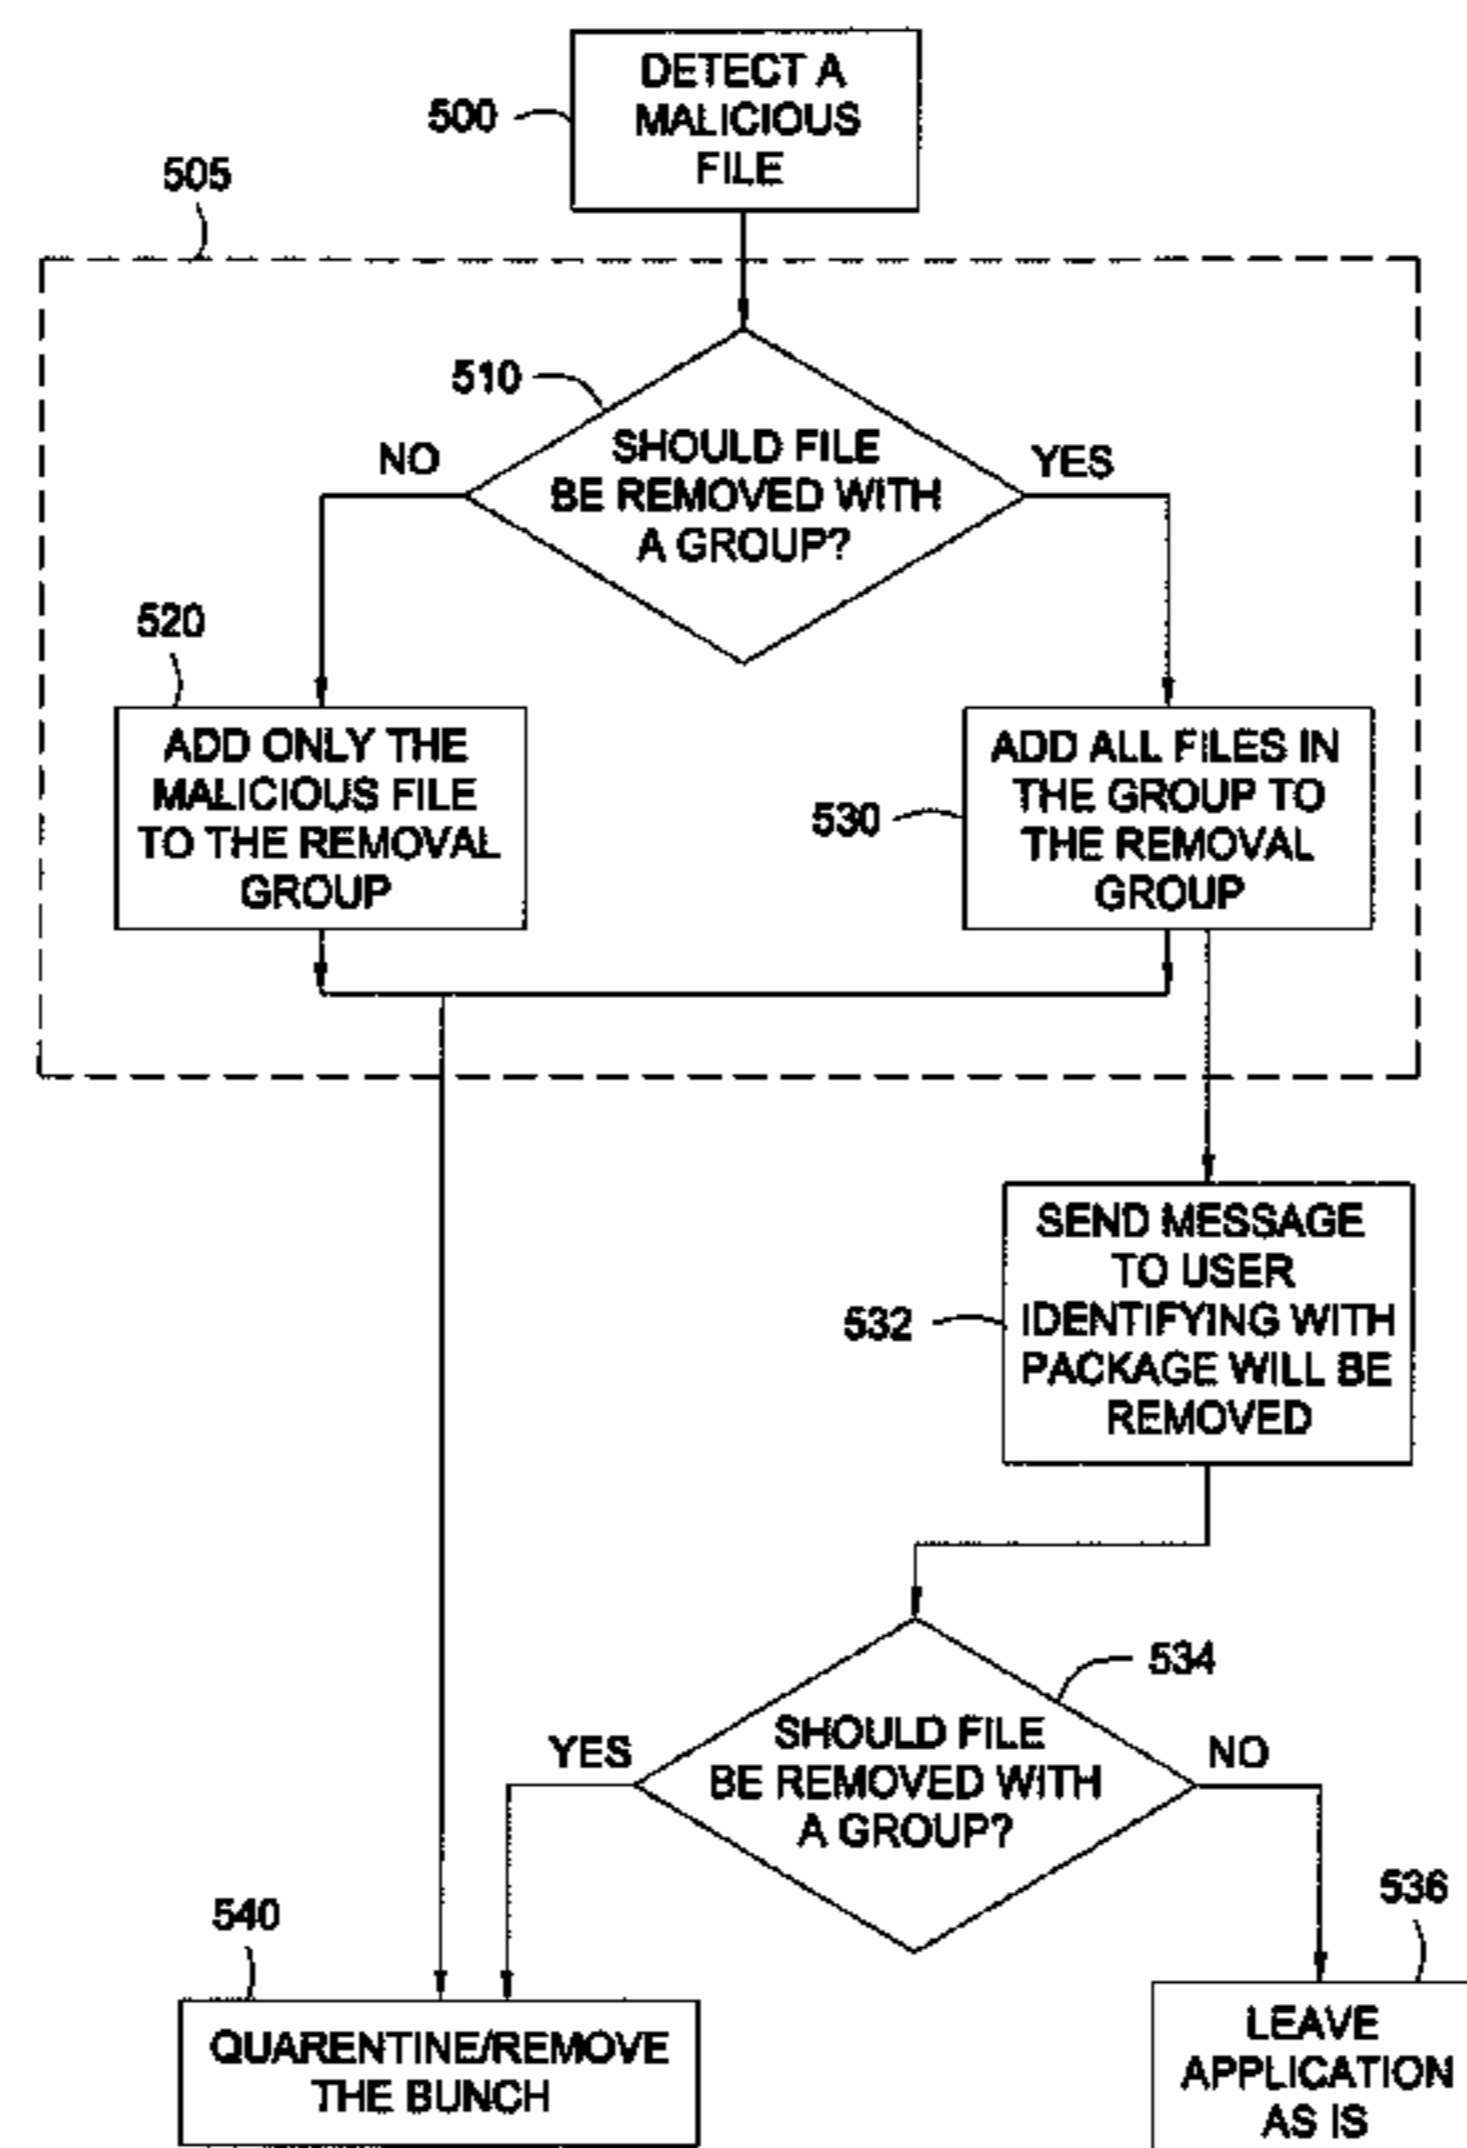 DETECT A
MALICIOUS
FILE
500
505
510
SHOULD FILE
BE REMOVED WITH
A GROUP?
NO
YES
520
ADD ONLY THE
MALICIOUS FILE
TO THE REMOVAL
GROUP
530
ADD ALL FILES IN
THE GROUP TO
THE REMOVAL
GROUP
532
SEND MESSAGE
TO USER
IDENTIFYING WITH
PACKAGE WILL BE
REMOVED
534
SHOULD FILE
BE REMOVED WITH
A GROUP?
YES
NO
540
QUARENTINE/REMOVE
THE BUNCH
536
LEAVE
APPLICATION
AS IS